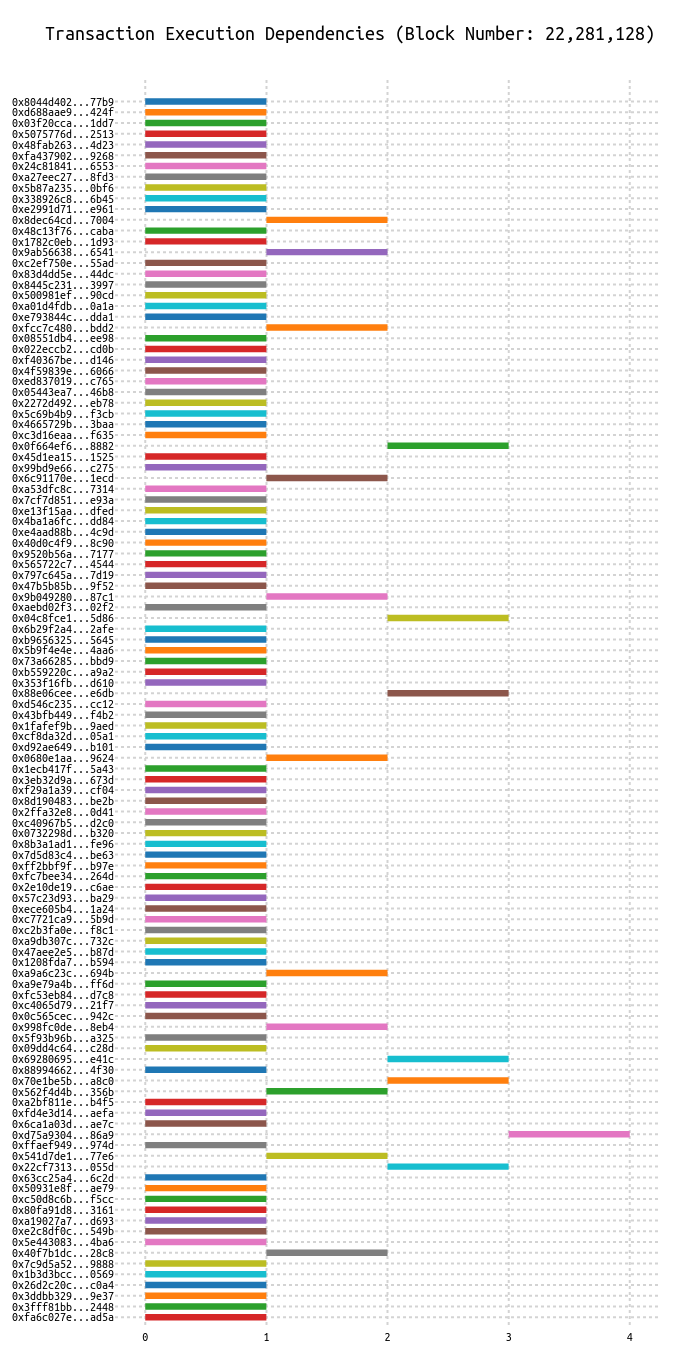 Transaction Execution Dependencies (Block Number: 22,281,128)
0x8044d402...77b9
0xd688aae9...424f
0x03f20cca...1dd7
0x5075776d...2513
0x48fab263...4d23
0xfa437902...9268
0x24c81841...6553
0xa27eec27...8fd3
0x5b87a235...0bf6
0x338926c8...6b45
0xe2991d71...e961
0x8dec64cd...7004
0x48c13f76...caba
0x1782c0eb...1d93
0x9ab56638...6541
0xc2ef750e...55ad
0x83d4dd5e...44dc
0x8445c231...3997
0x500981ef...90cd
0xa01d4fdb...0a1a
0xe793844c...dda1
0xfcc7c480...bdd2
0x08551db4...ee98
0x022eccb2...cd0b
0xf40367be...d146
0x4f59839e...6066
0xed837019...c765
0x05443ea7...46b8
0x2272d492...eb78
0x5c69b4b9...f3cb
0x4665729b...3baa
0xc3d16eaa...f635
0x0f664ef6...8882
0x45d1ea15...1525
0x99bd9e66...c275
0x6c91170e...1ecd
0xa53dfc8c...7314
0x7cf7d851...e93a
0xe13f15aa...dfed
0x4ba1a6fc...dd84
0xe4aad88b...4c9d
0x40d0c4f9...8c90
0x9520b56a...7177
0x565722c7...4544
0x797c645a...7d19
0x47b5b85b...9f52
0x9b049280...87c1
0xaebd02f3...02f2
0x04c8fce1...5d86
0x6b29f2a4...2afe
0xb9656325...5645
0x5b9f4e4e...4aa6
0x73a66285...bbd9
0xb559220c...a9a2
0x353f16fb...d610
0x88e06cee...e6db
0xd546c235...cc12
0x43bfb449...f4b2
0x1fafef9b...9aed
0xcf8da32d...05a1
0xd92ae649...b101
0x0680e1aa...9624
0x1ecb417f...5a43
0x3eb32d9a...673d
0xf29a1a39...cf04
0x8d190483...be2b
0x2ffa32e8...0d41
0xc40967b5...d2c0
0x0732298d...b320
0x8b3a1ad1...fe96
0x7d5d83c4...be63
0xff2bbf9f...b97e
0xfc7bee34...264d
0x2e10de19...c6ae
0x57c23d93...ba29
0xece605b4...1a24
0xc7721ca9...5b9d
0xc2b3fa0e...f8c1
0xa9db307c...732c
0x47aee2e5...b87d
0x1208fda7...b594
0xa9a6c23c...694b
0xa9e79a4b...ff6d
0xfc53eb84...d7c8
0xc4065d79...21f7
0x0c565cec...942c
0x998fc0de...8eb4
0x5f93b96b...a325
0x09dd4c64...c28d
0x69280695...e41c
0x88994662...4f30
0x70e1be5b...a8c0
0x562f4d4b...356b
0xa2bf811e...b4f5
0xfd4e3d14...aefa
0x6ca1a03d...ae7c
0xd75a9304...86a9
0xffaef949...974d
0x541d7de1...77e6
0x22cf7313...055d
0x63cc25a4...6c2d
0x50931e8f...ae79
0xc50d8c6b...f5cc
0x80fa91d8...3161
0xa19027a7...d693
0xe2c8df0c...549b
0x5e443083...4ba6
0x40f7b1dc...28c8
0x7c9d5a52...9888
0x1b3d3bcc...0569
0x26d2c20c...c0a4
0x3ddbb329...9e37
0x3fff81bb...2448
0xfa6c027e...ad5a
0 1 2 3 4